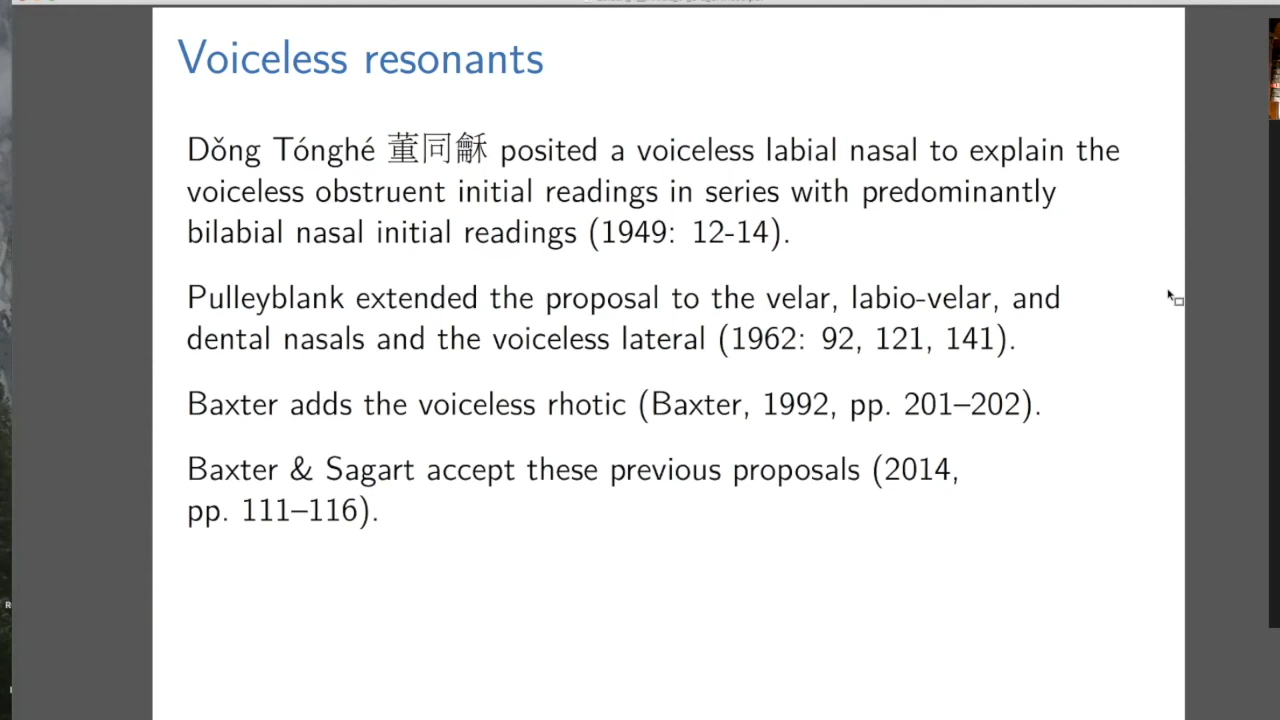 Voiceless resonants
Dǒng Tónghé 董同龢 posited a voiceless labial nasal to explain the
voiceless obstruent initial readings in series with predominantly
bilabial nasal initial readings (1949: 12-14).
Pulleyblank extended the proposal to the velar, labio-velar, and
dental nasals and the voiceless lateral (1962: 92, 121, 141).
Baxter adds the voiceless rhotic (Baxter, 1992, pp. 201–202).
Baxter & Sagart accept these previous proposals (2014,
pp. 111–116).